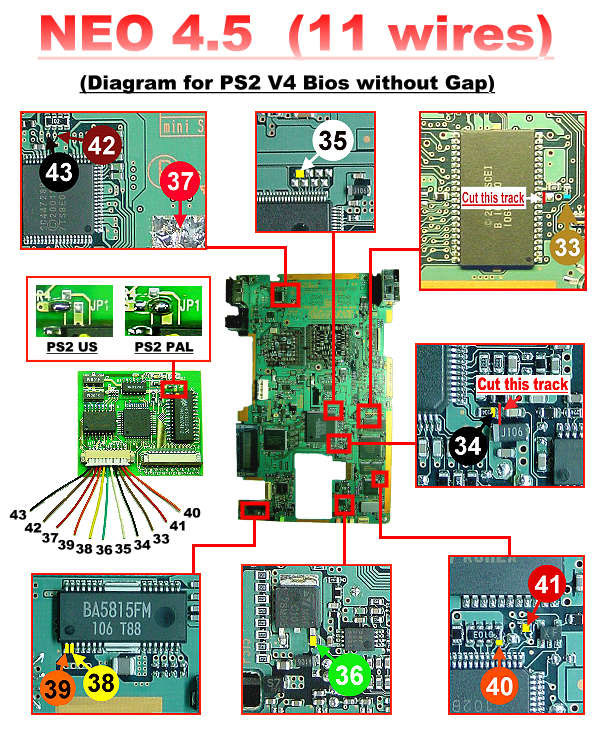 NEO 4.5 (11 wires)
(Diagram for PS2 V4 Bios without Gap)
mini S
42
43
37
35
Cut this track
33
JP1
JP1
PS2 US
PS2 PAL
Cut this track
J106
34
43
42
37
39
38
36
35
34
33
41
40
BA5815FM
106 T88
39
38
36
41
40